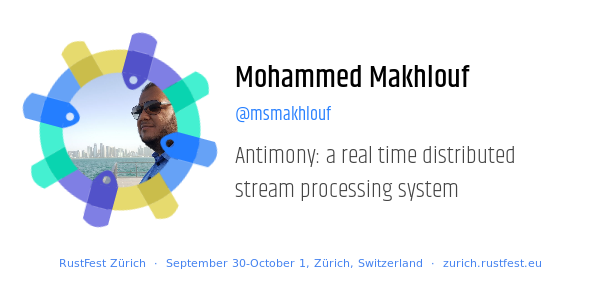 Mohammed Makhlouf
@msmakhlouf
Antimony: a real time distributed
stream processing system
RustFest Zürich · September 30-October 1, Zürich, Switzerland · zurich.rustfest.eu